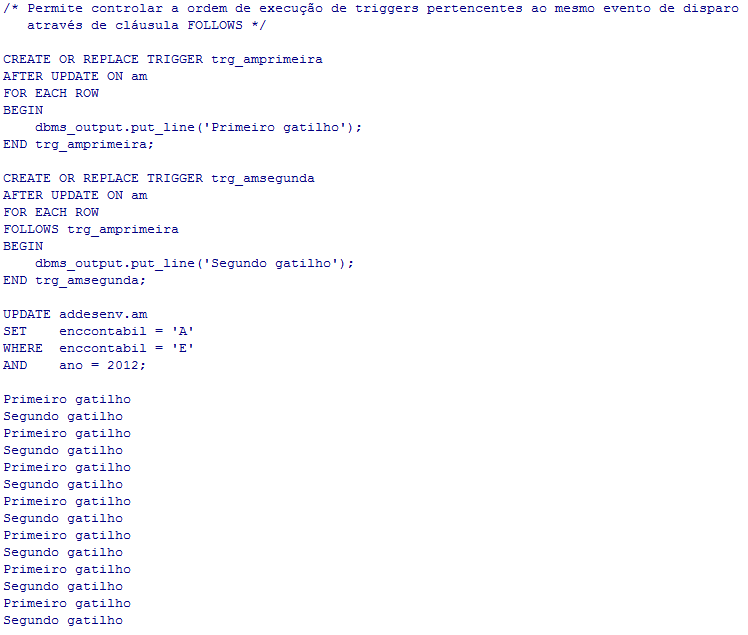 /* Permite controlar a ordem de execução de triggers pertencentes ao mesmo evento de disparo
   através de cláusula FOLLOWS */

CREATE OR REPLACE TRIGGER trg_amprimeira
AFTER UPDATE ON am
FOR EACH ROW
BEGIN
    dbms_output.put_line('Primeiro gatilho');
END trg_amprimeira;

CREATE OR REPLACE TRIGGER trg_amsegunda
AFTER UPDATE ON am
FOR EACH ROW
FOLLOWS trg_amprimeira
BEGIN
    dbms_output.put_line('Segundo gatilho');
END trg_amsegunda;

UPDATE addesenv.am
SET    enccontabil = 'A'
WHERE  enccontabil = 'E'
AND    ano = 2012;

Primeiro gatilho
Segundo gatilho
Primeiro gatilho
Segundo gatilho
Primeiro gatilho
Segundo gatilho
Primeiro gatilho
Segundo gatilho
Primeiro gatilho
Segundo gatilho
Primeiro gatilho
Segundo gatilho
Primeiro gatilho
Segundo gatilho